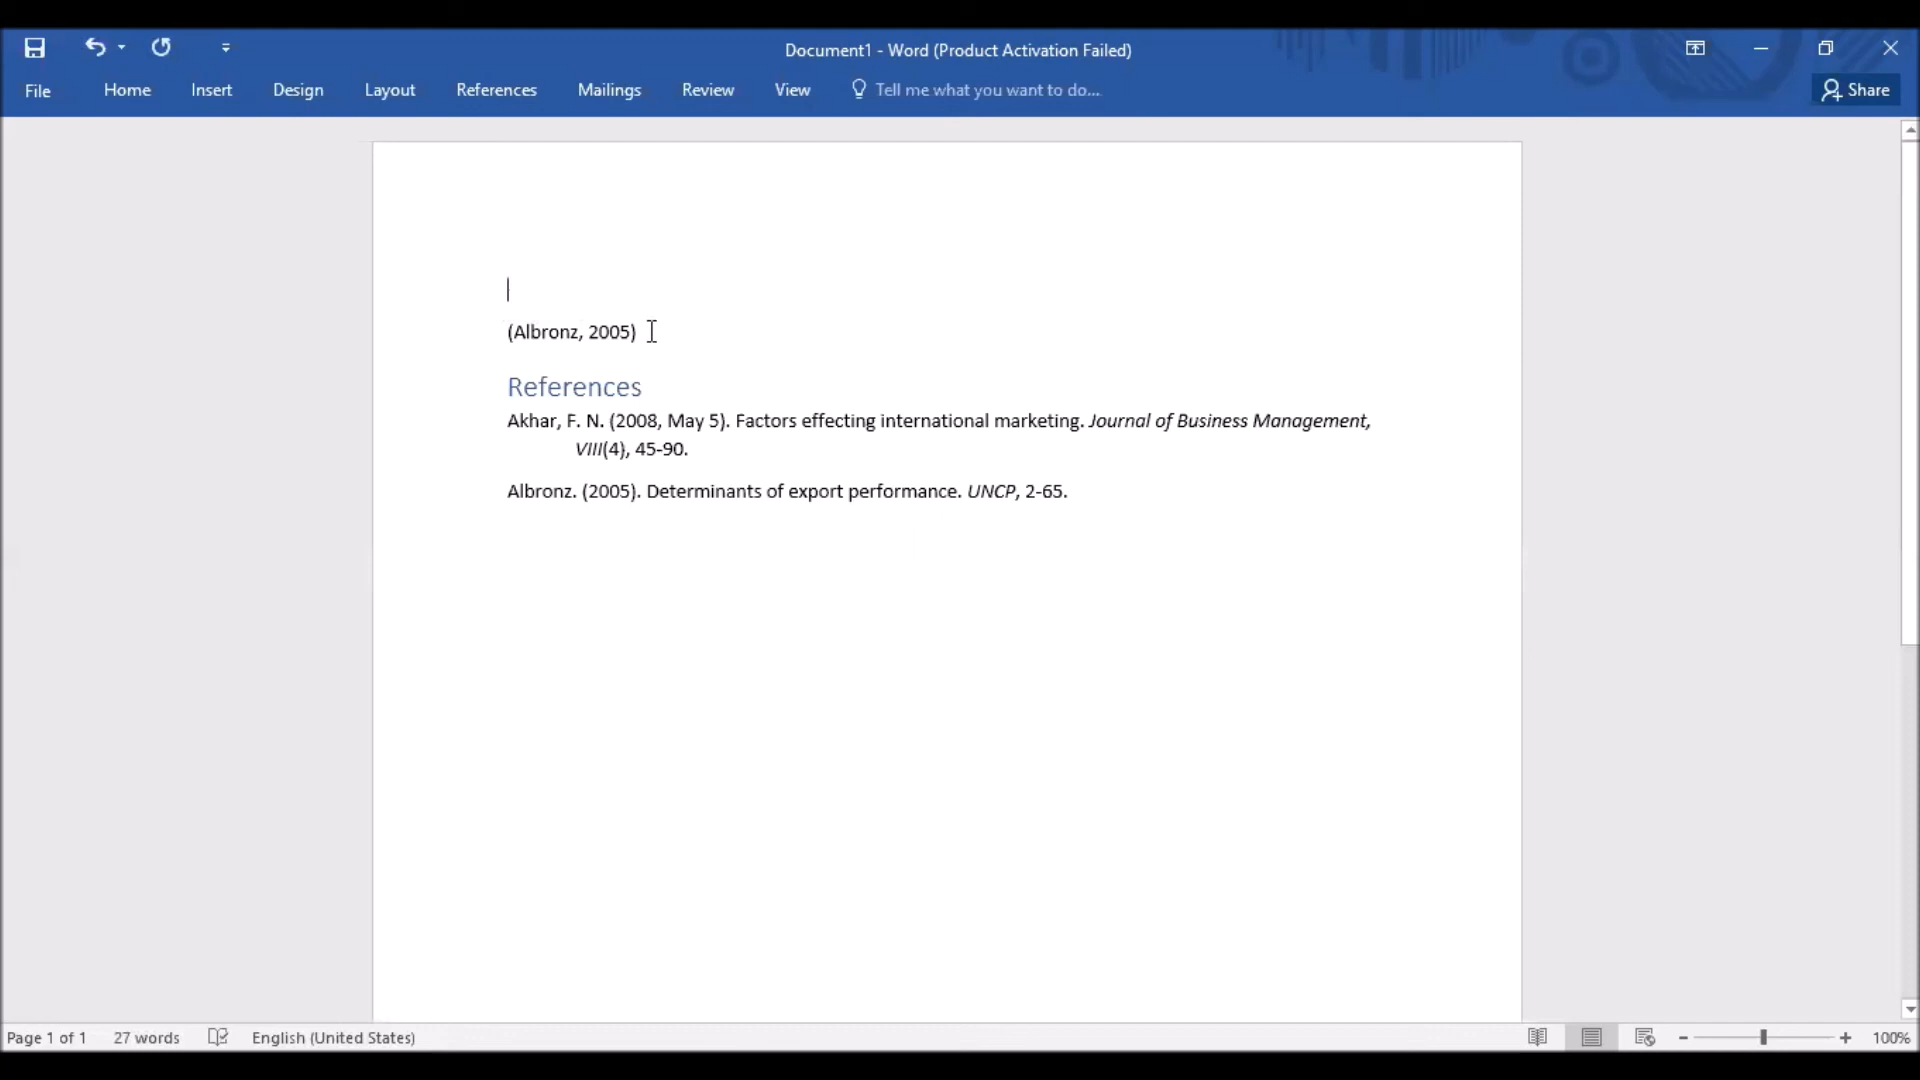 Document1 - Word (Product Activation Failed)
File Home Insert Design Layout References Mailings Review View Tell me what you want to do... Share
(Albronz, 2005)
References
Akhar, F. N. (2008, May 5). Factors effecting international marketing. Journal of Business Management,
VIII(4), 45-90.
Albronz. (2005). Determinants of export performance. UNCP, 2-65.
Page 1 of 1 27 words English (United States) 100%